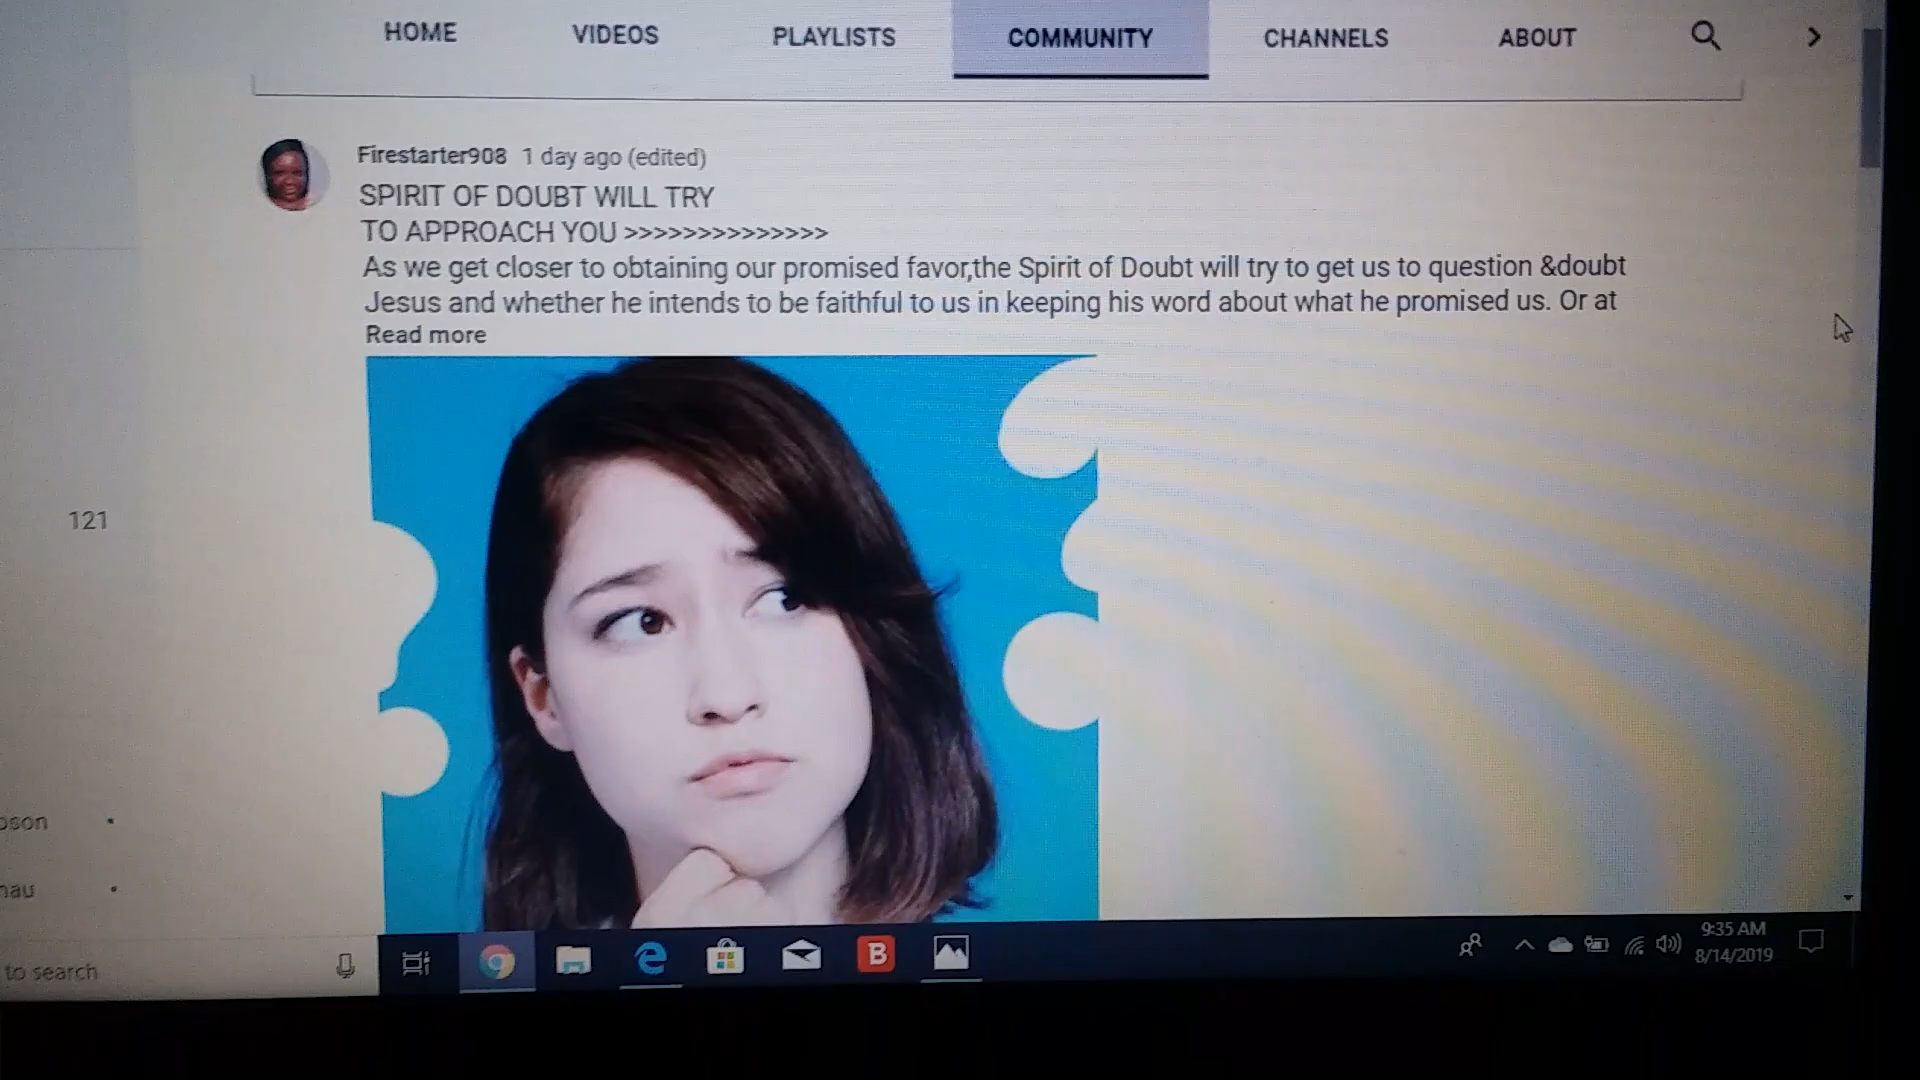 HOME VIDEOS PLAYLISTS COMMUNITY CHANNELS ABOUT
Firestarter908 1 day ago (edited)
SPIRIT OF DOUBT WILL TRY
TO APPROACH YOU >>>>>>>>>>>>>>
As we get closer to obtaining our promised favor,the Spirit of Doubt will try to get us to question &doubt
Jesus and whether he intends to be faithful to us in keeping his word about what he promised us. Or at
Read more
121
to search
B
9:35 AM
8/14/2019